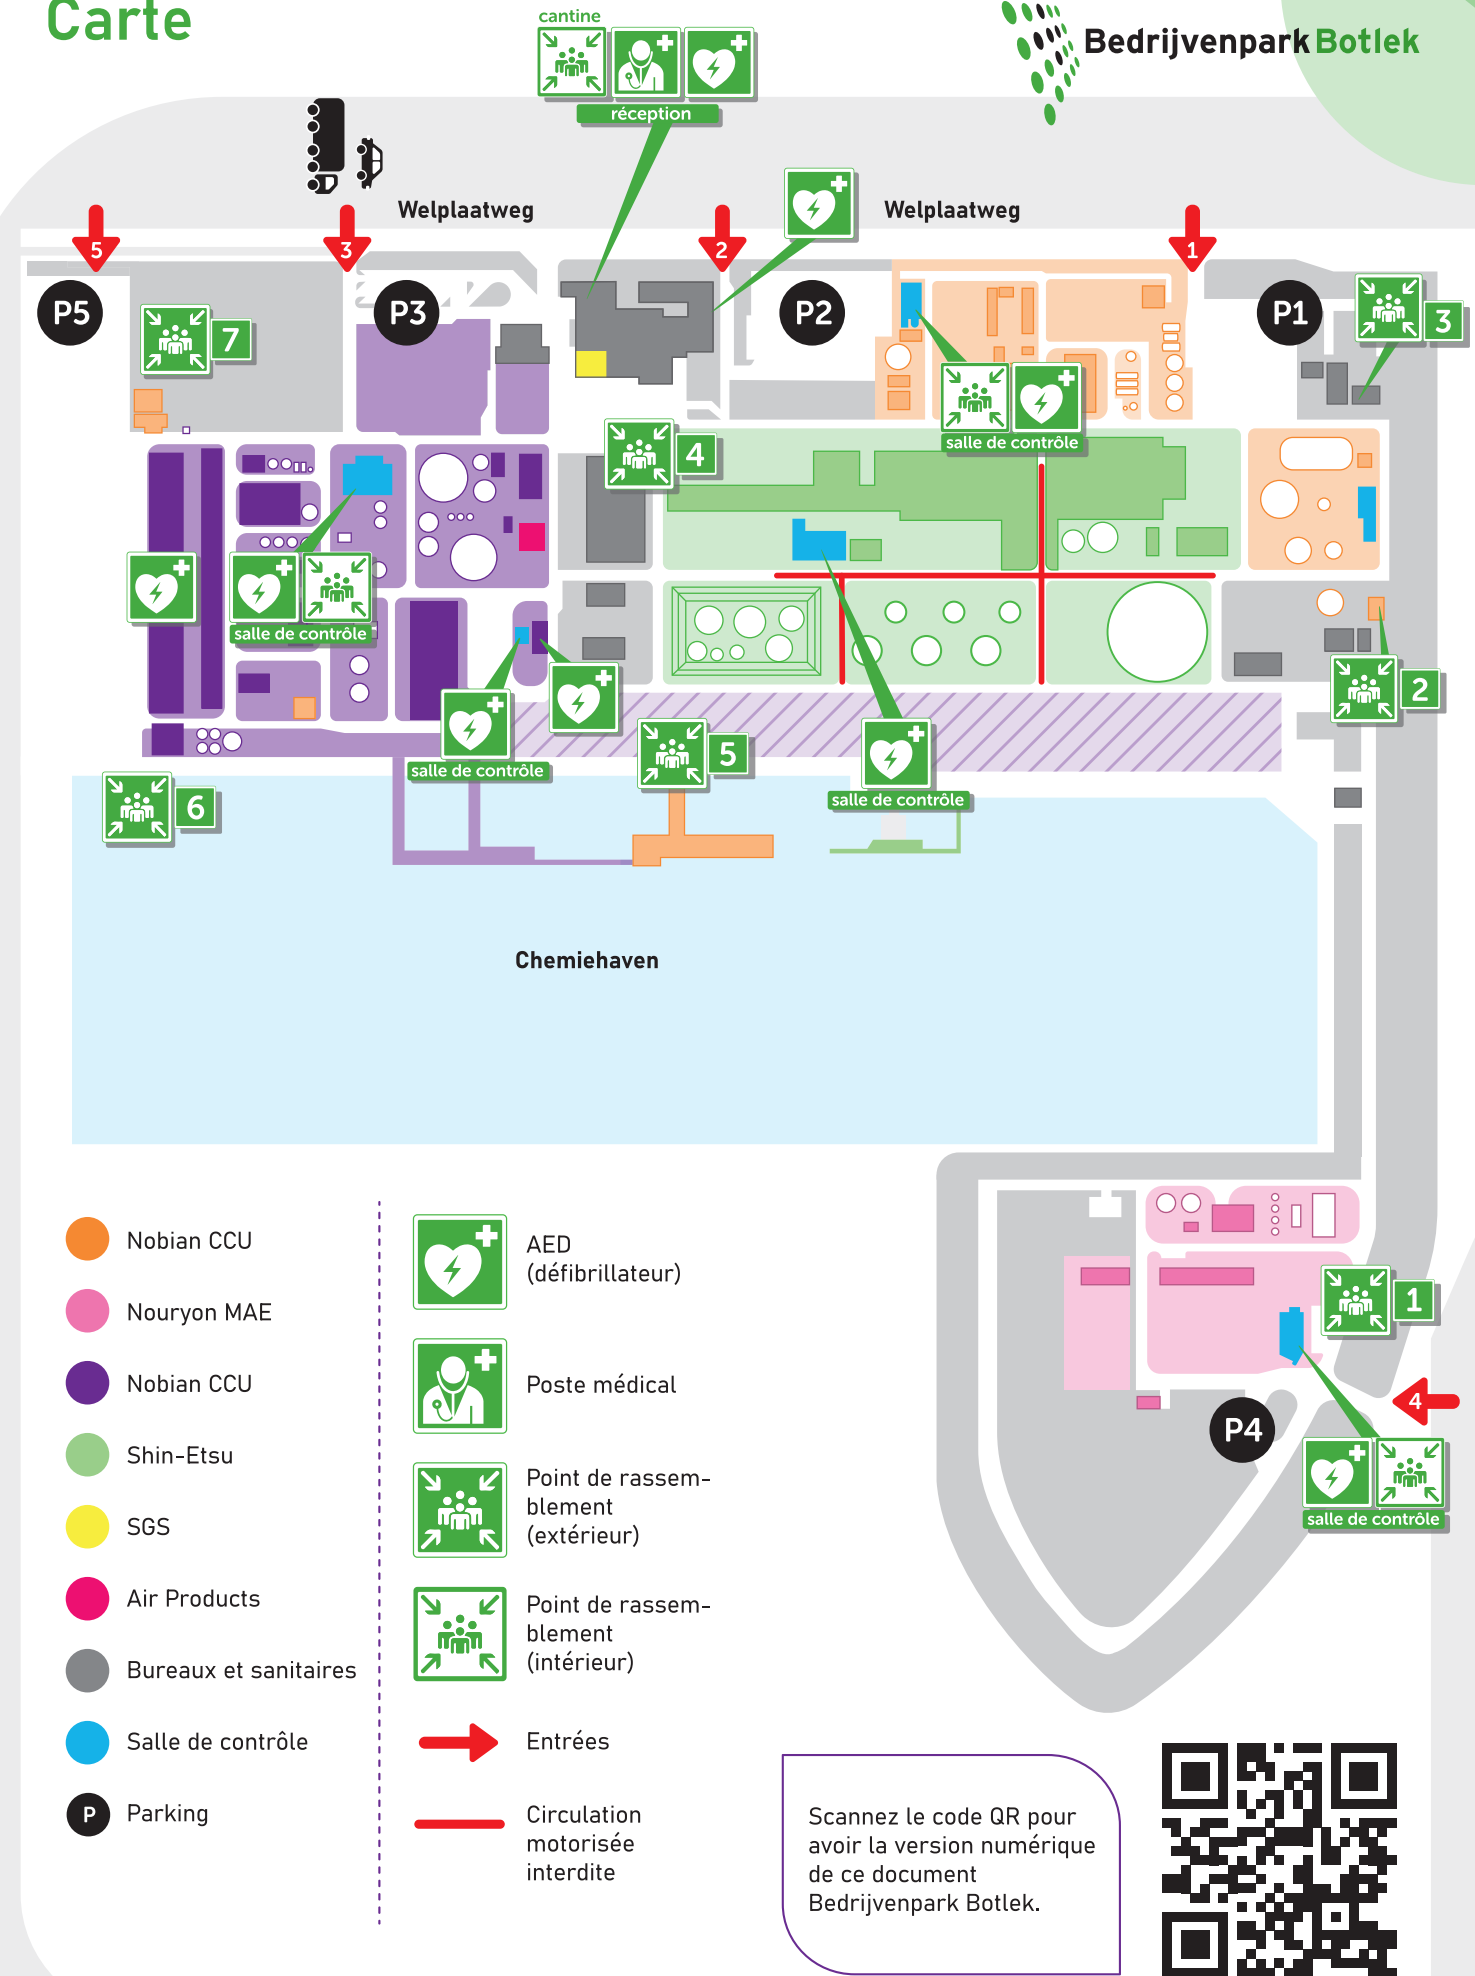 Carte
cantine
Bedrijvenpark Botlek
réception
Welplaatweg
Welplaatweg
5
3
2
1
P5
P3
P2
P1
7
3
4
salle de contrôle
salle de contrôle
2
5
salle de contrôle
salle de contrôle
6
Chemiehaven
1
4
P4
salle de contrôle
Nobian CCU
Nouryon MAE
Nobian CCU
Shin-Etsu
SGS
Air Products
Bureaux et sanitaires
Salle de contrôle
P Parking
AED
(défibrillateur)
Poste médical
Point de rassem-
blement
(extérieur)
Point de rassem-
blement
(intérieur)
Entrées
Circulation
motorisée
interdite
Scannez le code QR pour
avoir la version numérique
de ce document
Bedrijvenpark Botlek.